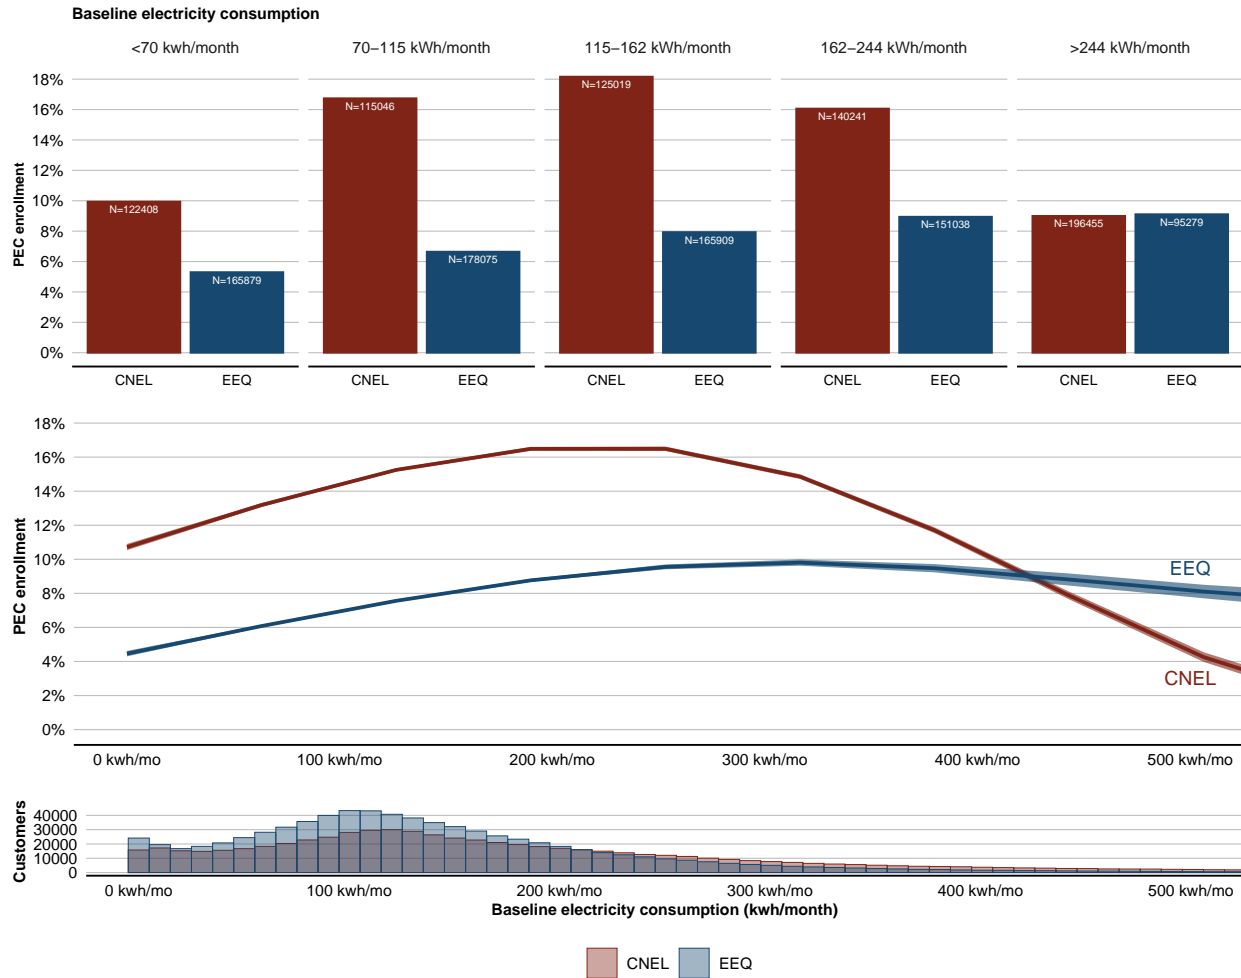 Baseline electricity consumption
<70 kwh/month 70–115 kWh/month 115–162 kWh/month 162–244 kWh/month >244 kWh/month
PEC enrollment
18%
16%
14%
12%
10%
8%
6%
4%
2%
0%
N=122408
N=165879
N=115046
N=178075
N=125019
N=165909
N=140241
N=151038
N=196455
N=95279
CNEL EEQ CNEL EEQ CNEL EEQ CNEL EEQ CNEL EEQ
PEC enrollment
18%
16%
14%
12%
10%
8%
6%
4%
2%
0%
EEQ
CNEL
0 kwh/mo 100 kwh/mo 200 kwh/mo 300 kwh/mo 400 kwh/mo 500 kwh/mo
Customers
40000
30000
20000
10000
0
0 kwh/mo 100 kwh/mo 200 kwh/mo 300 kwh/mo 400 kwh/mo 500 kwh/mo
Baseline electricity consumption (kwh/month)
CNEL EEQ